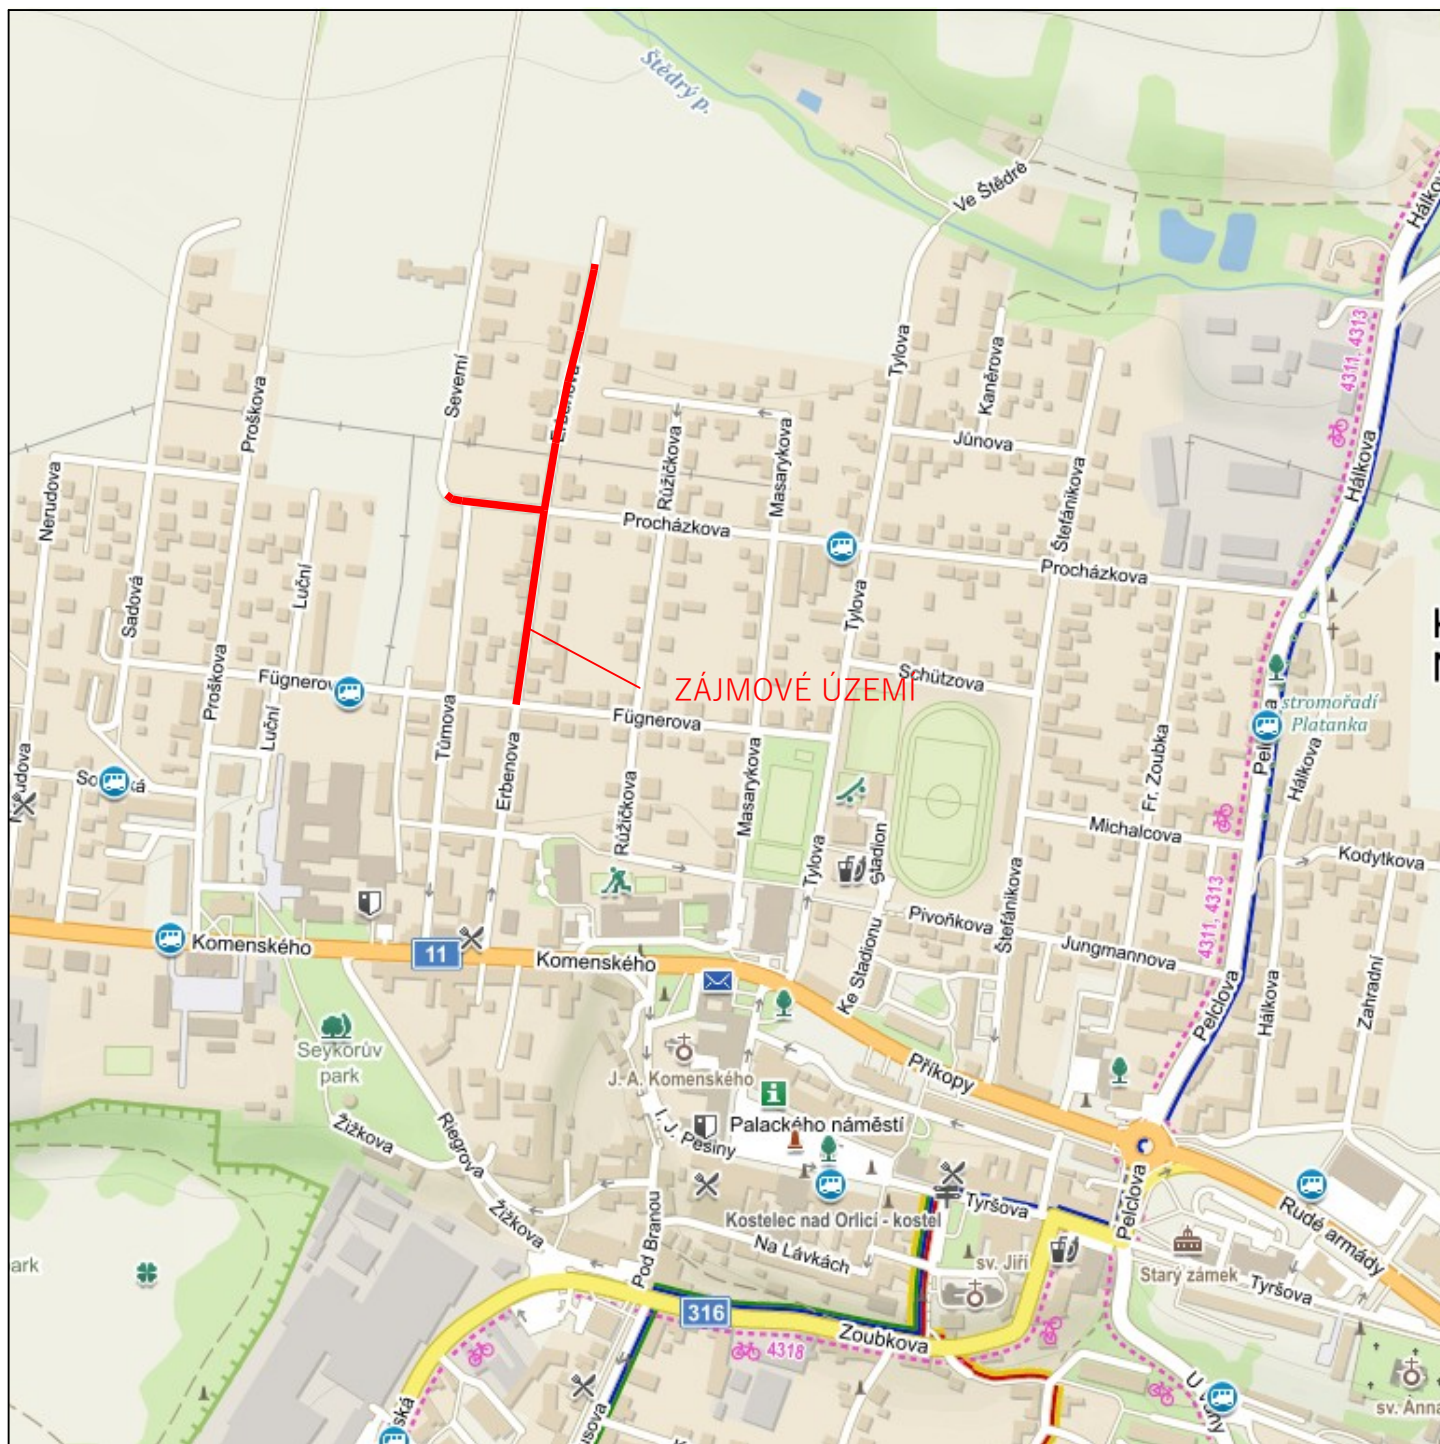 Štědrý p.
Ve Štědré
Hálkova
4311, 4313
Severní
Erbenova
Tylova
Kaněrova
Jůnova
Proškova
Růžičkova
Masarykova
Štefánikova
Hálkova
Nerudova
Procházkova
Procházkova
Sadová
Luční
Tylova
Schützova
ZÁJMOVÉ ÚZEMÍ
Fügnerova
Fügnerova
Proškova
Luční
Tůmova
Erbenova
Růžičkova
Masarykova
Fr. Zoubka
stromořadí
Platanka
Hálkova
Michalcova
Kodytkova
Tylova
Stadion
Štefánikova
4311, 4313
Pivoňkova
Jungmannova
Ke Stadionu
Komenského
11
Komenského
Pelclova
Hálkova
Zahradní
Seykorův
park
J. A. Komenského
Příkopy
Palackého náměstí
I. J. Pešiny
Žižkova
Riegrova
Žižkova
Pod Branou
Kostelec nad Orlicí - kostel
Na Lávkách
Tyršova
Pelclova
Rudé armády
sv. Jiří
Starý zámek
Tyršova
316
Zoubkova
4318
sv. Anna